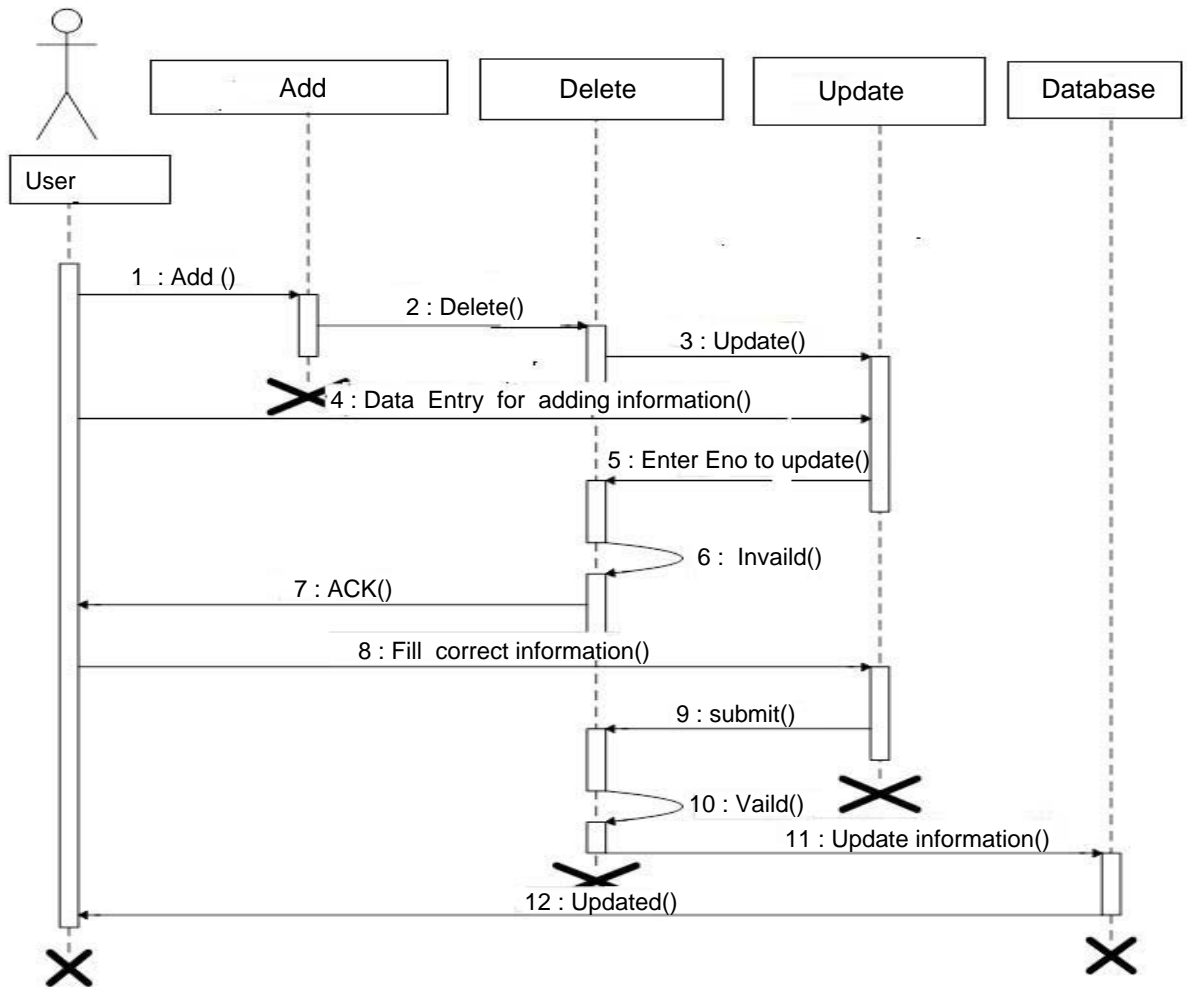 Add
Delete
Update
Database
User
1 : Add ()
2 : Delete()
3 : Update()
4 : Data Entry for adding information()
5 : Enter Eno to update()
6 : Invaild()
7 : ACK()
8 : Fill correct information()
9 : submit()
10 : Vaild()
11 : Update information()
12 : Updated()